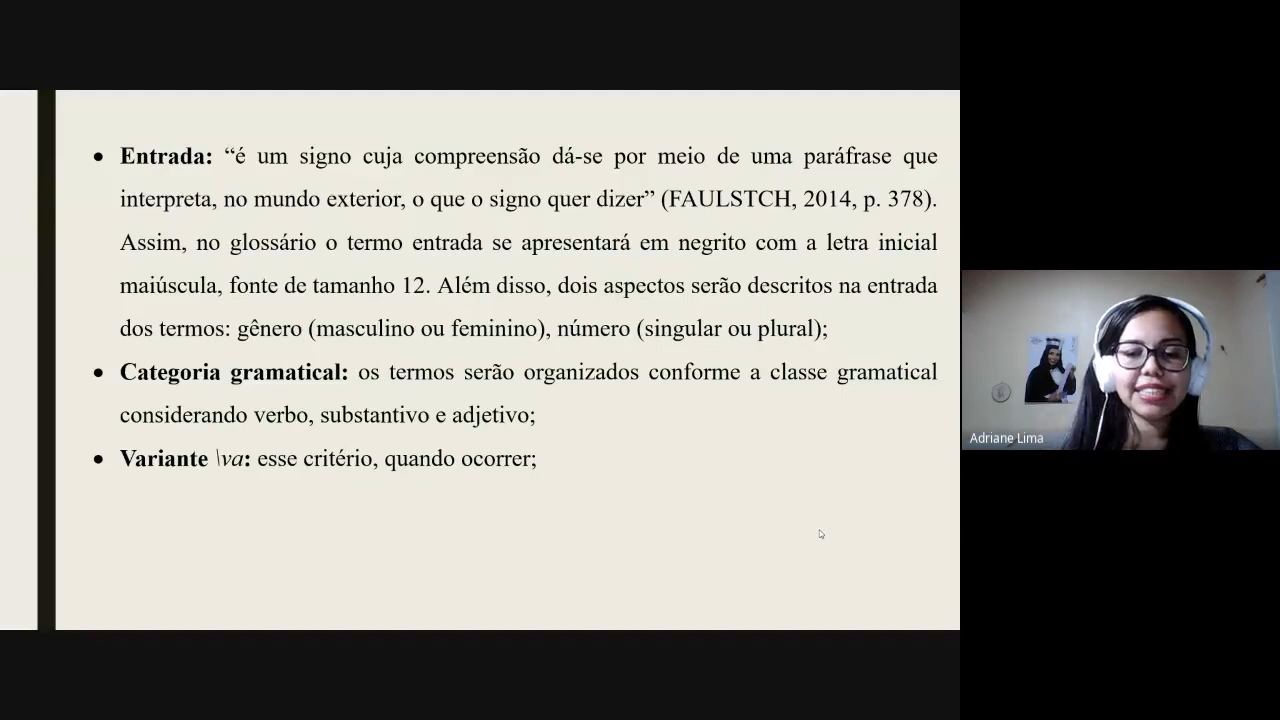 • Entrada: “é um signo cuja compreensão dá-se por meio de uma paráfrase que
interpreta, no mundo exterior, o que o signo quer dizer” (FAULSTCH, 2014, p. 378).
Assim, no glossário o termo entrada se apresentará em negrito com a letra inicial
maiúscula, fonte de tamanho 12. Além disso, dois aspectos serão descritos na entrada
dos termos: gênero (masculino ou feminino), número (singular ou plural);
• Categoria gramatical: os termos serão organizados conforme a classe gramatical
considerando verbo, substantivo e adjetivo;
• Variante \va: esse critério, quando ocorrer;
Adriane Lima